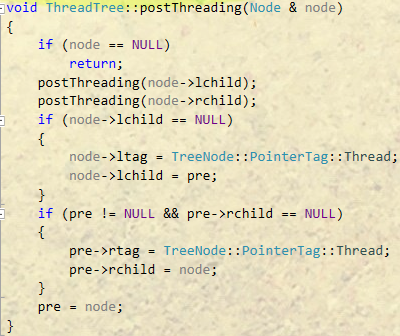 void ThreadTree::postThreading(Node & node)
{
    if (node == NULL)
        return;
    postThreading(node->lchild);
    postThreading(node->rchild);
    if (node->lchild == NULL)
    {
        node->ltag = TreeNode::PointerTag::Thread;
        node->lchild = pre;
    }
    if (pre != NULL && pre->rchild == NULL)
    {
        pre->rtag = TreeNode::PointerTag::Thread;
        pre->rchild = node;
    }
    pre = node;
}